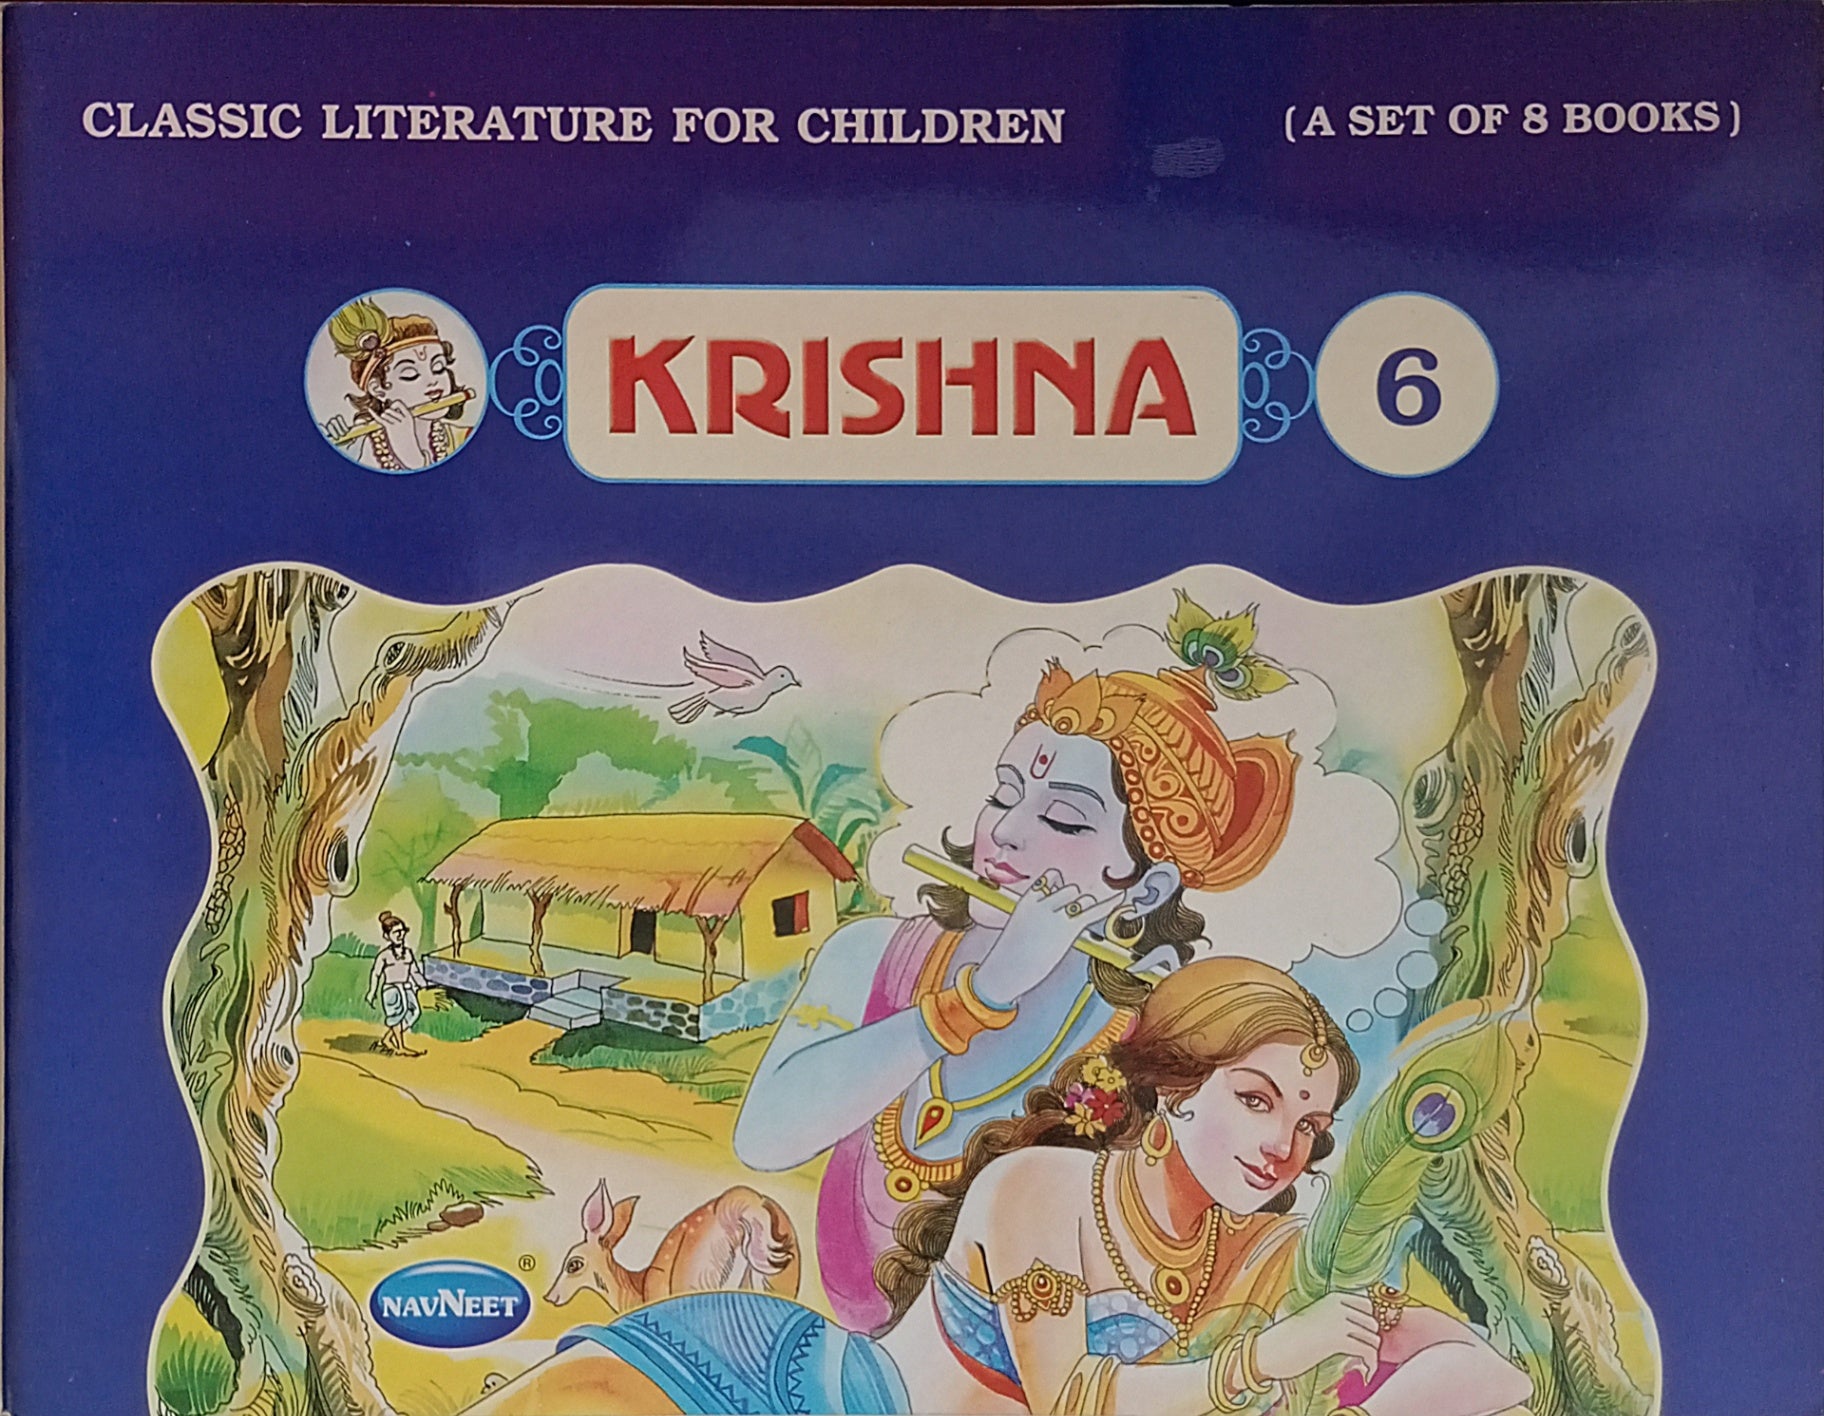 CLASSIC LITERATURE FOR CHILDREN (A SET OF 8 BOOKS)
KRISHNA 6
NAVNEET ®